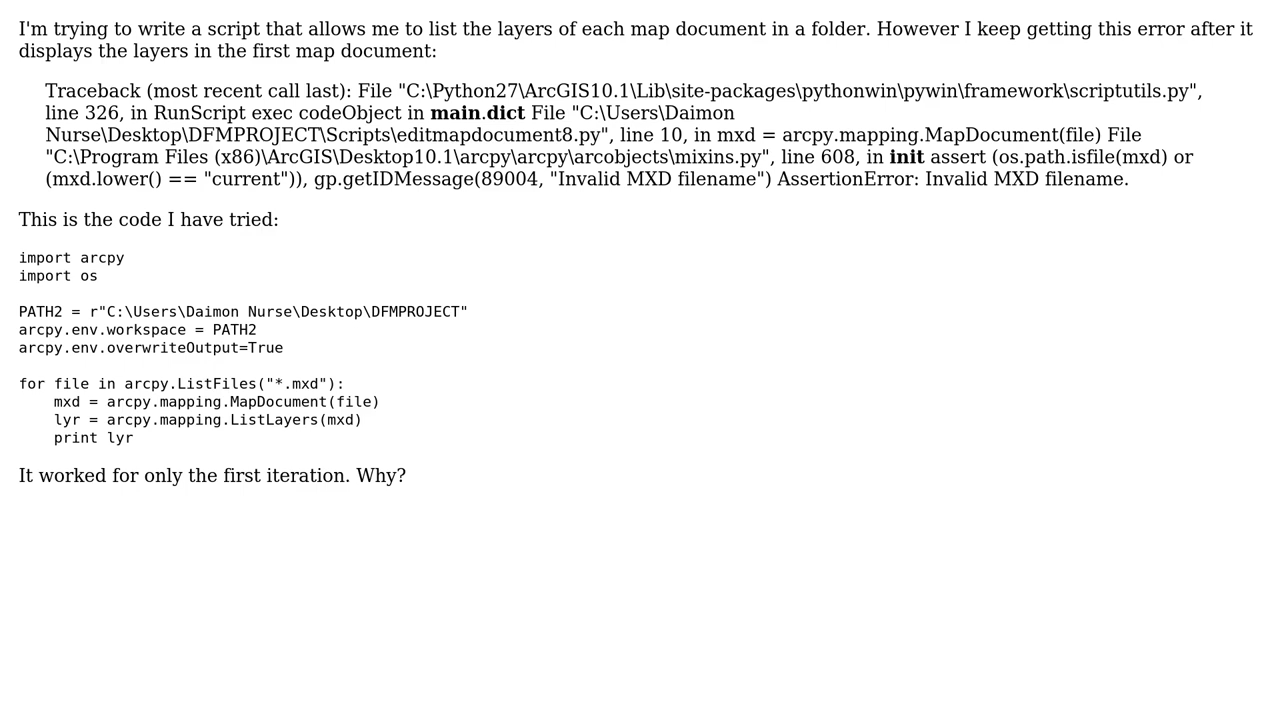 I'm trying to write a script that allows me to list the layers of each map document in a folder. However I keep getting this error after it
displays the layers in the first map document:
Traceback (most recent call last): File "C:\Python27\ArcGIS10.1\Lib\site-packages\pythonwin\pywin\framework\scriptutils.py",
line 326, in RunScript exec codeObject in main.dict File "C:\Users\Daimon
Nurse\Desktop\DFMPROJECT\Scripts\editmapdocument8.py", line 10, in mxd = arcpy.mapping.MapDocument(file) File
"C:\Program Files (x86)\ArcGIS\Desktop10.1\arcpy\arcpy\arcobjects\mixins.py", line 608, in init assert (os.path.isfile(mxd) or
(mxd.lower() == "current")), gp.getIDMessage(89004, "Invalid MXD filename") AssertionError: Invalid MXD filename.
This is the code I have tried:
import arcpy
import os
PATH2 = r"C:\Users\Daimon Nurse\Desktop\DFMPROJECT"
arcpy.env.workspace = PATH2
arcpy.env.overwriteOutput=True
for file in arcpy.ListFiles("*.mxd"):
    mxd = arcpy.mapping.MapDocument(file)
    lyr = arcpy.mapping.ListLayers(mxd)
    print lyr
It worked for only the first iteration. Why?